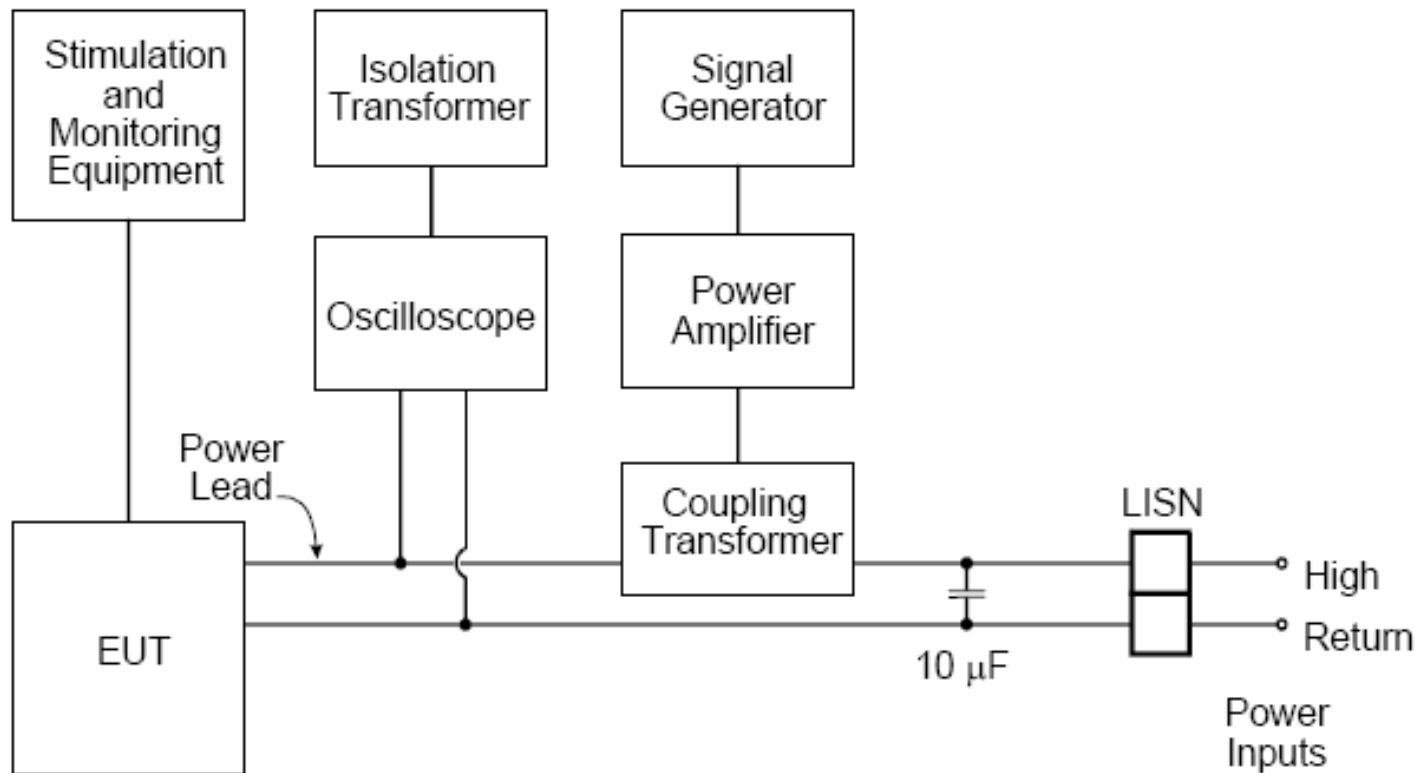 Stimulation
and
Monitoring
Equipment
Isolation
Transformer
Signal
Generator
Oscilloscope
Power
Amplifier
Power
Lead
Coupling
Transformer
LISN
High
EUT
Return
10 μF
Power
Inputs